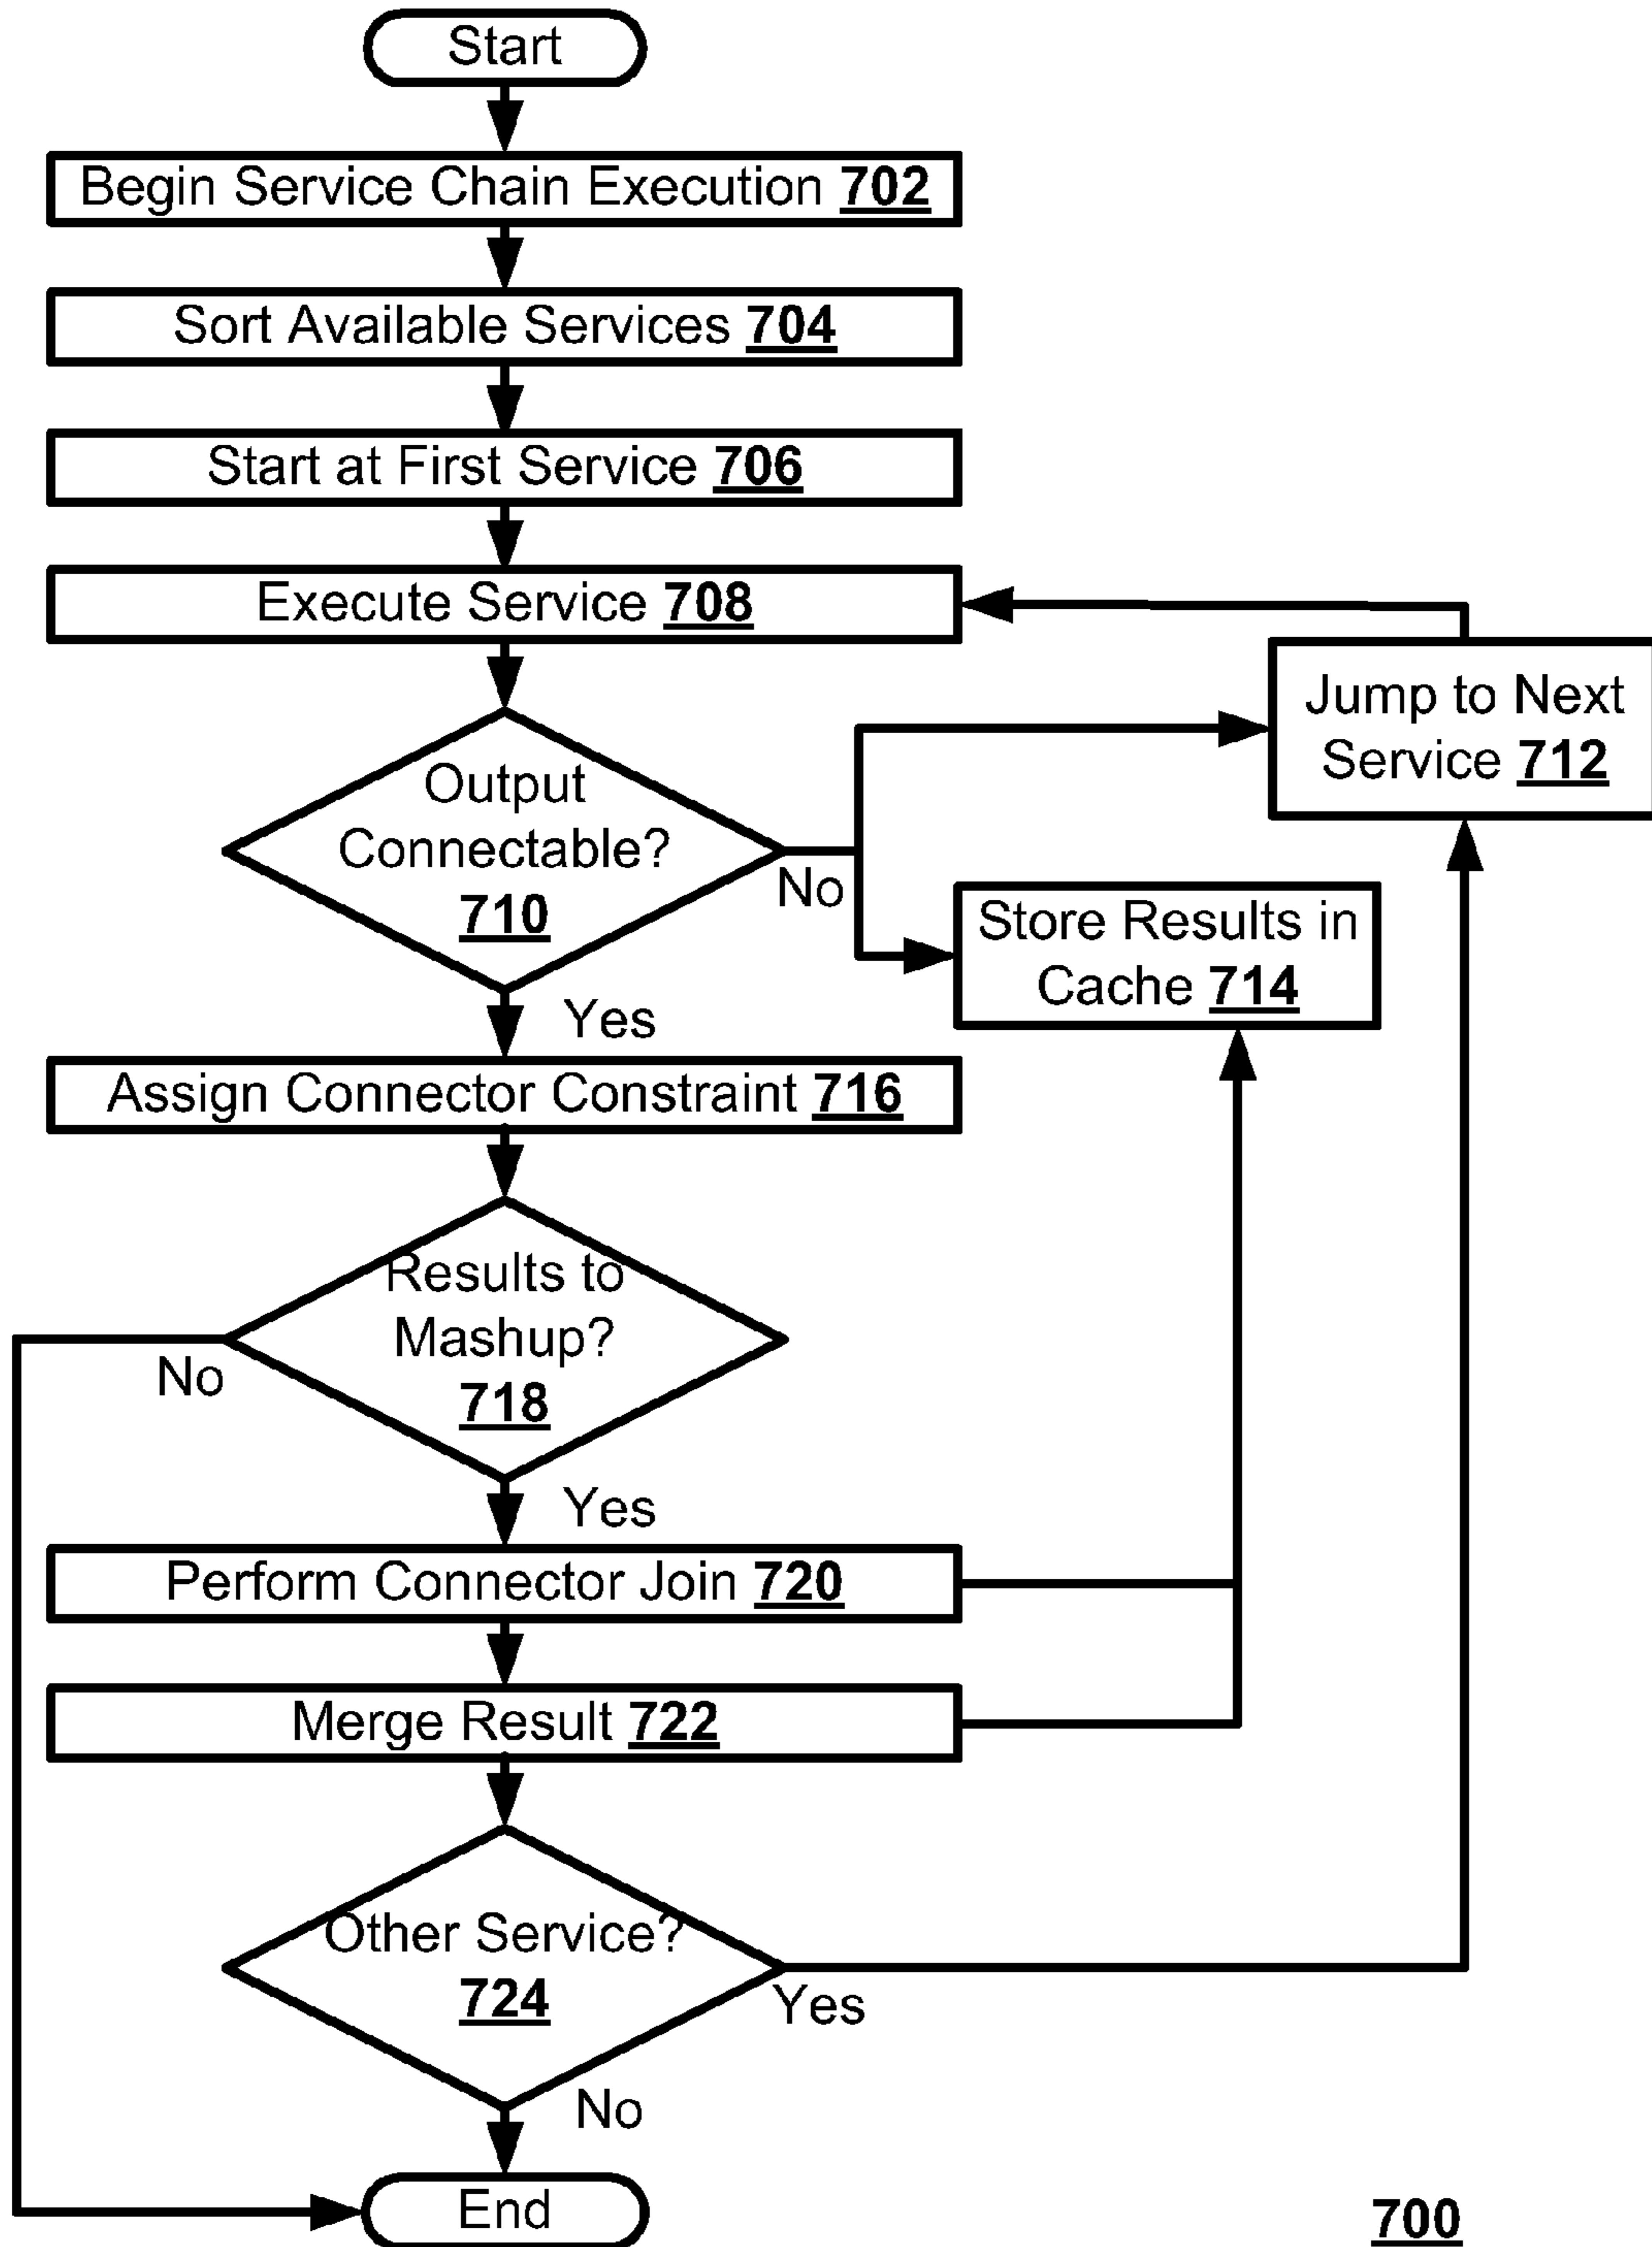 Start
Begin Service Chain Execution 702
Sort Available Services 704
Start at First Service 706
Execute Service 708
Jump to Next
Service 712
Output
Connectable?
710
No
Store Results in
Cache 714
Yes
Assign Connector Constraint 716
Results to
Mashup?
718
No
Yes
Perform Connector Join 720
Merge Result 722
Other Service?
724
Yes
No
End
700